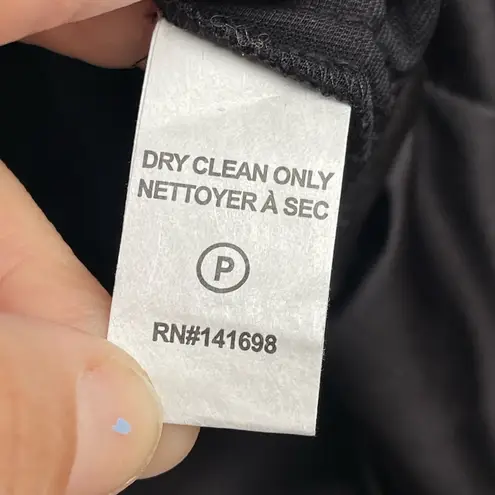 DRY CLEAN ONLY
NETTOYER À SEC
P
RN#141698